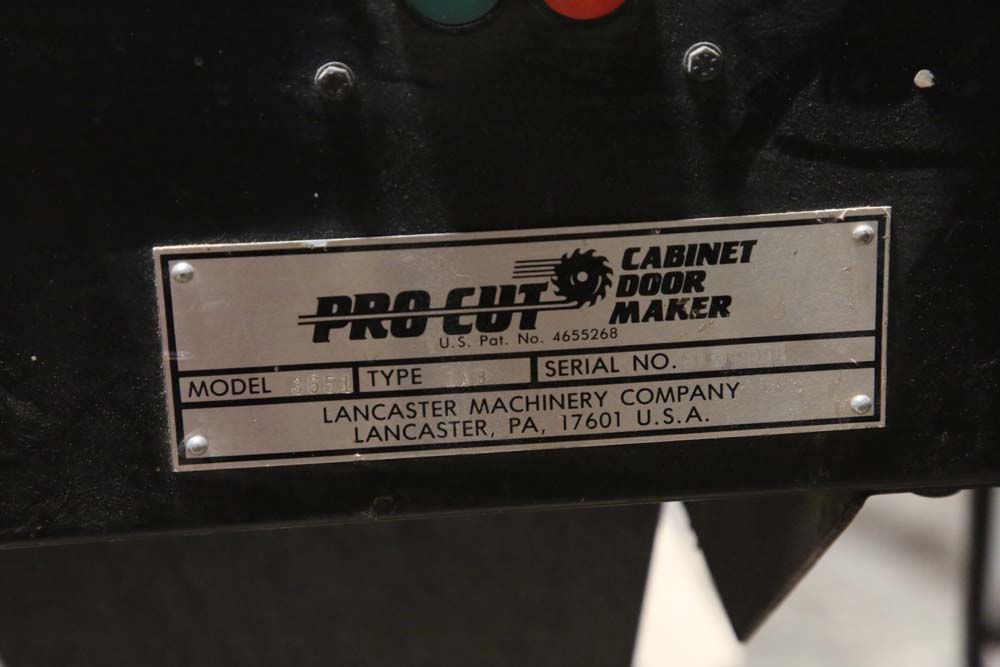 PRO CUT
CABINET
DOOR
MAKER
U.S. Pat. No. 4655268
MODEL 3651 TYPE SERIAL NO.
LANCASTER MACHINERY COMPANY
LANCASTER, PA, 17601 U.S.A.